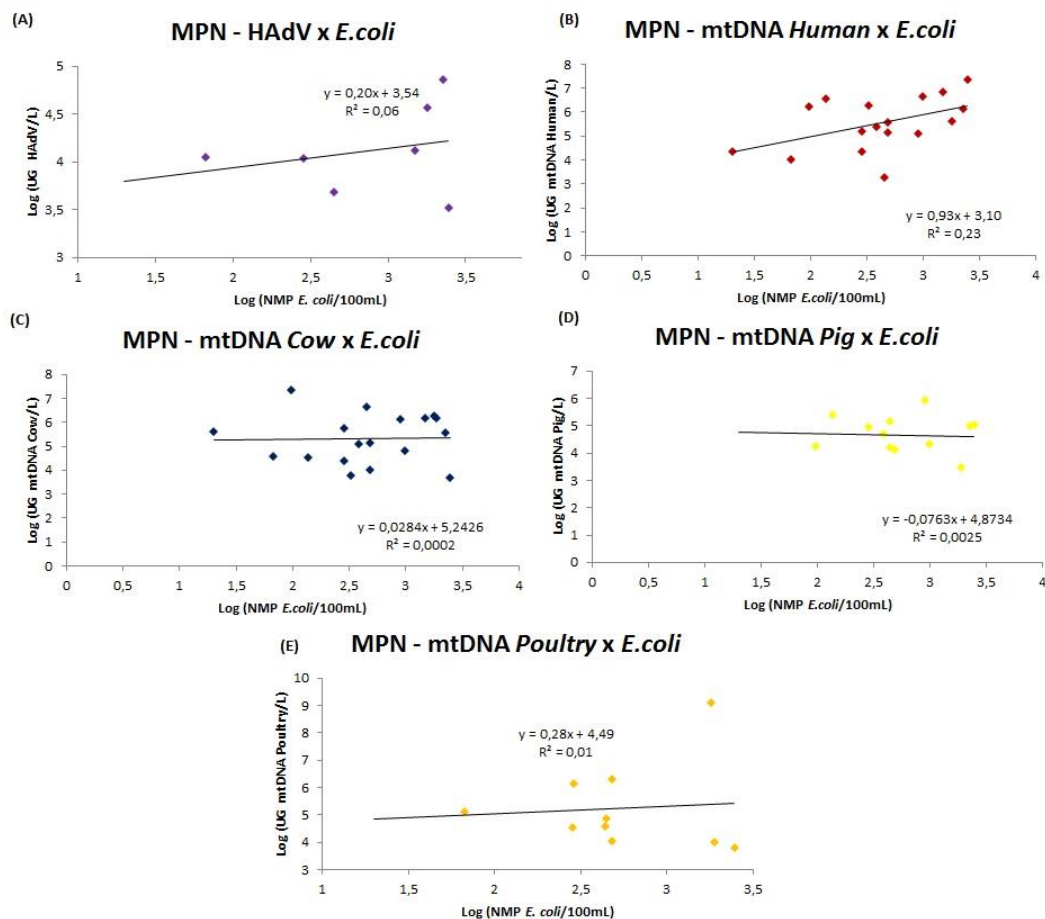 (A)
MPN - HAdV x E.coli
5
4,5
4
3,5
3
y = 0,20x + 3,54
R² = 0,06
1
1,5
2
2,5
3
3,5
4
Log (UG HAdV/L)
Log (NMP E. coli/100mL)
(B)
MPN - mtDNA Human x E.coli
8
7
6
5
4
3
2
1
0
y = 0,93x + 3,10
R² = 0,23
0
0,5
1
1,5
2
2,5
3
3,5
4
Log (UG mtDNA Human/L)
Log (NMP E. coli/100mL)
(C)
MPN - mtDNA Cow x E.coli
8
7
6
5
4
3
2
1
0
y = 0,0284x + 5,2426
R² = 0,0002
0
0,5
1
1,5
2
2,5
3
3,5
4
Log (UG mtDNA Cow/L)
Log (NMP E.coli/100mL)
(D)
MPN - mtDNA Pig x E.coli
7
6
5
4
3
2
1
0
y = -0,0763x + 4,8734
R² = 0,0025
0
0,5
1
1,5
2
2,5
3
3,5
4
Log (UG mtDNA Pig/L)
Log (NMP E.coli/100mL)
(E)
MPN - mtDNA Poultry x E.coli
10
9
8
7
6
5
4
3
y = 0,28x + 4,49
R² = 0,01
1
1,5
2
2,5
3
3,5
Log (UG mtDNA Poultry/L)
Log (NMP E.coli/100mL)